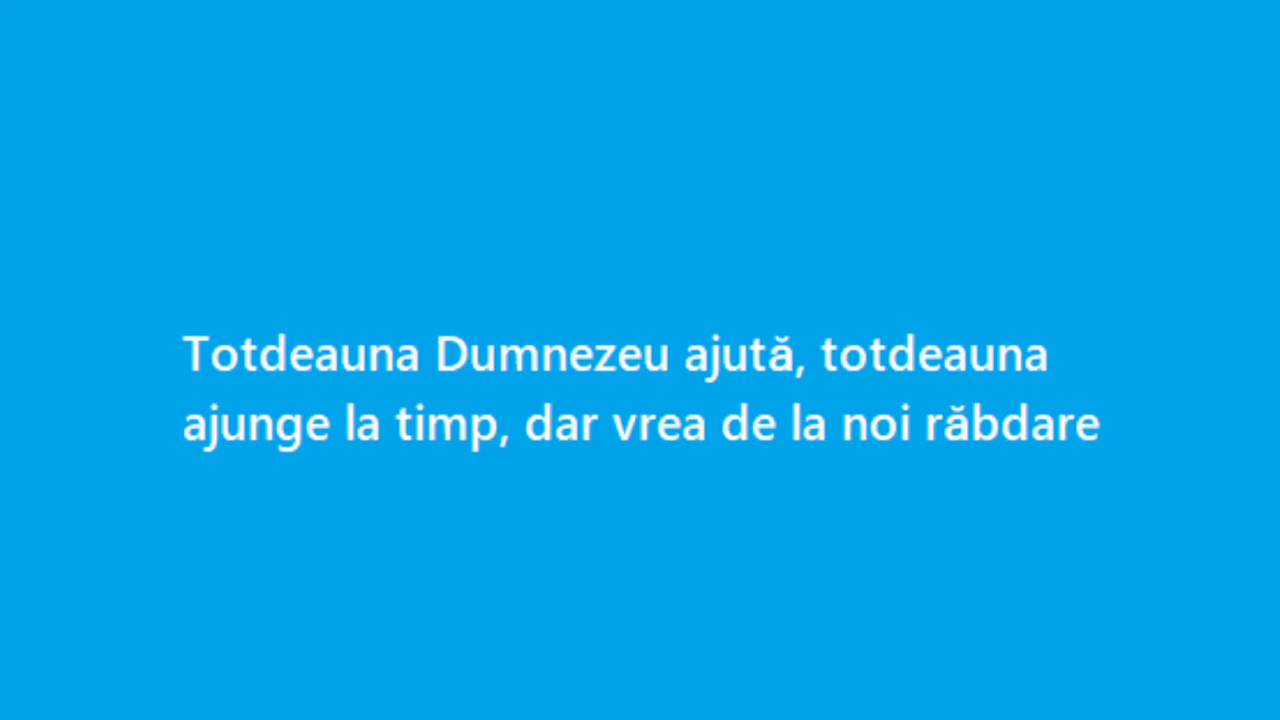 Totdeauna Dumnezeu ajută, totdeauna
ajunge la timp, dar vrea de la noi răbdare